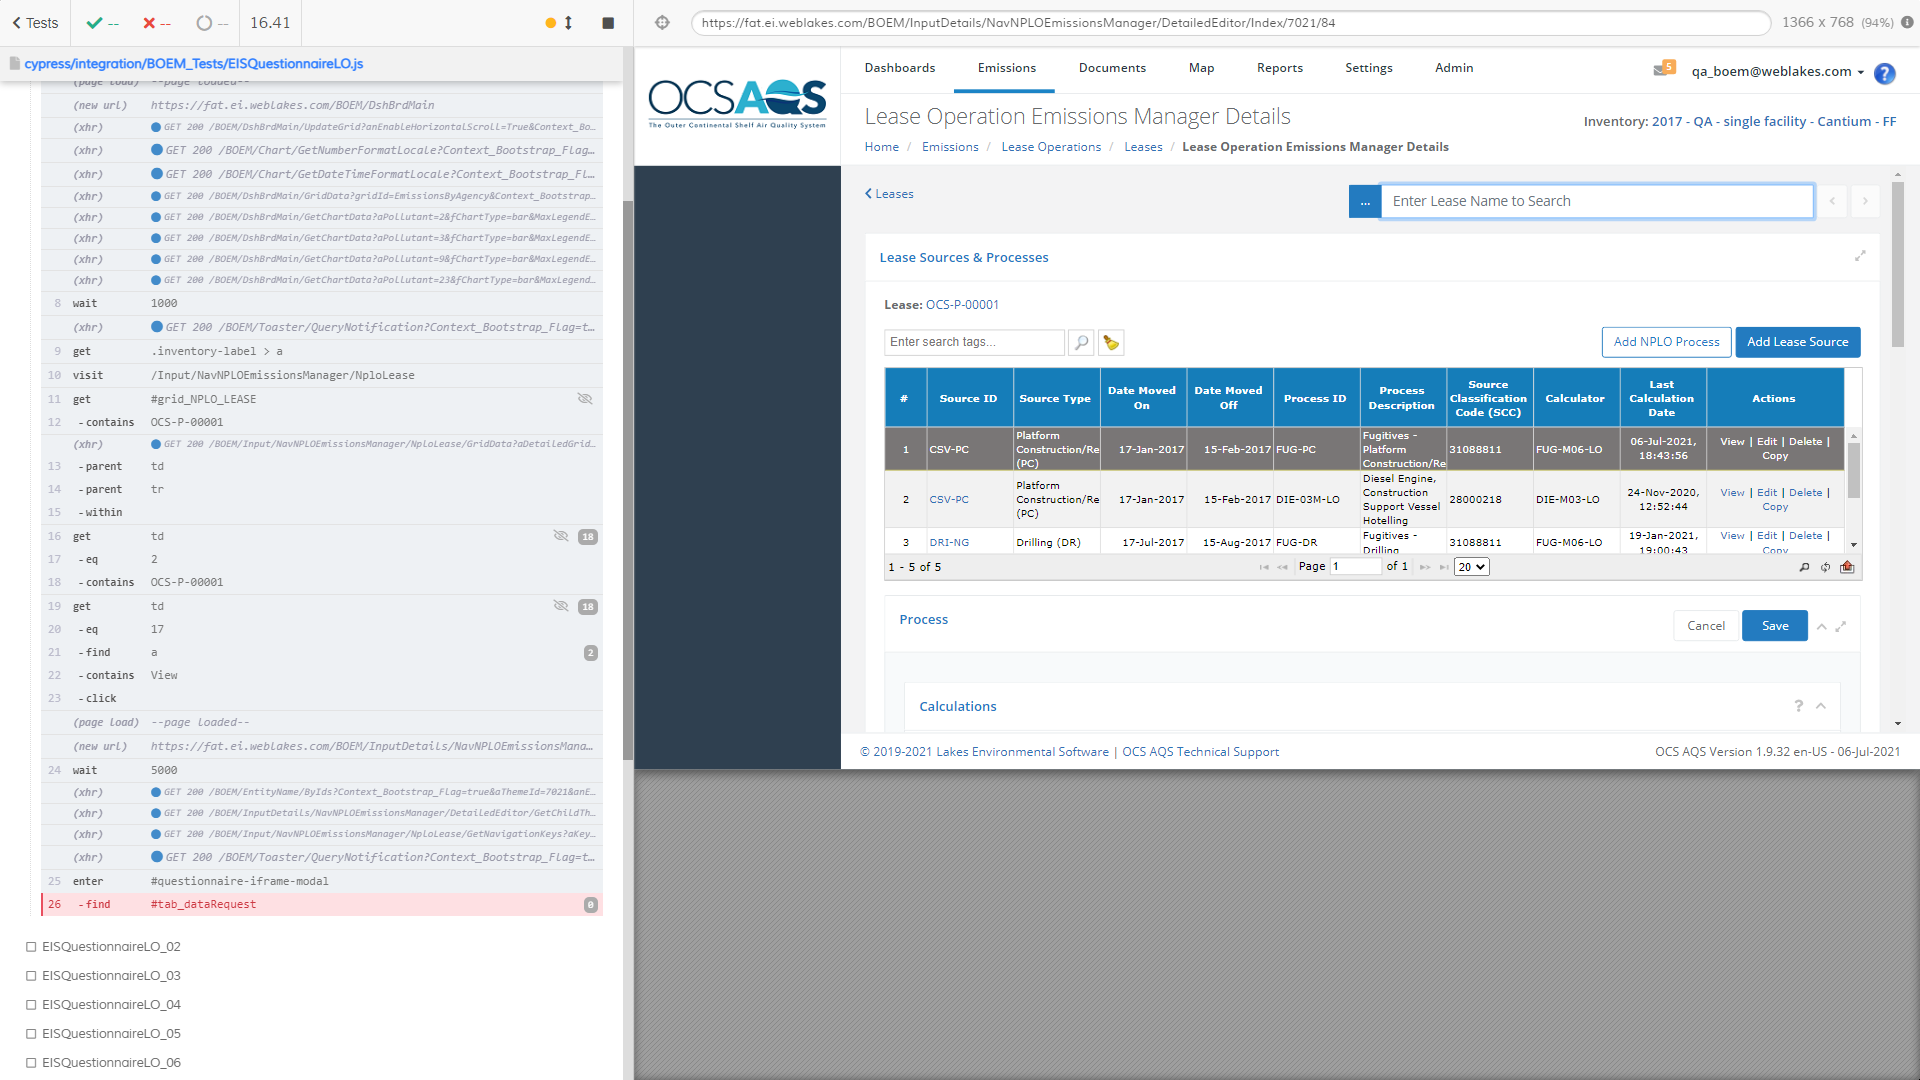 Tests
--
--
--
16.41
cypress/integration/BOEM_Tests/EISQuestionnaireLO.js
(page load) --page loaded--
(new url) https://fat.ei.weblakes.com/BOEM/DshBrdMain
(xhr) GET 200 /BOEM/DshBrdMain/UpdateGrid?anEnableHorizontalScroll=True&Context_Bo...
(xhr) GET 200 /BOEM/Chart/GetNumberFormatLocale?Context_Bootstrap_Flag...
(xhr) GET 200 /BOEM/Chart/GetDateTimeFormatLocale?Context_Bootstrap_Fl...
(xhr) GET 200 /BOEM/DshBrdMain/GridData?gridId=EmissionsByAgency&Context_Bootstrap...
(xhr) GET 200 /BOEM/DshBrdMain/GetChartData?aPollutant=2&fChartType=bar&MaxLegendE...
(xhr) GET 200 /BOEM/DshBrdMain/GetChartData?aPollutant=3&fChartType=bar&MaxLegendE...
(xhr) GET 200 /BOEM/DshBrdMain/GetChartData?aPollutant=9&fChartType=bar&MaxLegendE...
(xhr) GET 200 /BOEM/DshBrdMain/GetChartData?aPollutant=23&fChartType=bar&MaxLegend...
8 wait 1000
(xhr) GET 200 /BOEM/Toaster/QueryNotification?Context_Bootstrap_Flag=t...
9 get .inventory-label > a
10 visit /Input/NavNPLOEmissionsManager/NploLease
11 get #grid_NPLO_LEASE
12 -contains OCS-P-00001
(xhr) GET 200 /BOEM/Input/NavNPLOEmissionsManager/NploLease/GridData?aDetailedGrid...
13 -parent td
14 -parent tr
15 -within
16 get td 18
17 -eq 2
18 -contains OCS-P-00001
19 get td 18
20 -eq 17
21 -find a 2
22 -contains View
23 -click
(page load) --page loaded--
(new url) https://fat.ei.weblakes.com/BOEM/InputDetails/NavNPLOEmissionsMana...
24 wait 5000
(xhr) GET 200 /BOEM/EntityName/ByIds?Context_Bootstrap_Flag=true&aThemeId=7021&anE...
(xhr) GET 200 /BOEM/InputDetails/NavNPLOEmissionsManager/DetailedEditor/GetChildTh...
(xhr) GET 200 /BOEM/Input/NavNPLOEmissionsManager/NploLease/GetNavigationKeys?aKey...
(xhr) GET 200 /BOEM/Toaster/QueryNotification?Context_Bootstrap_Flag=t...
25 enter #questionnaire-iframe-modal
26 -find #tab_dataRequest 0
EISQuestionnaireLO_02
EISQuestionnaireLO_03
EISQuestionnaireLO_04
EISQuestionnaireLO_05
EISQuestionnaireLO_06
https://fat.ei.weblakes.com/BOEM/InputDetails/NavNPLOEmissionsManager/DetailedEditor/Index/7021/84
1366 x 768 (94%)
OCSAQS
The Outer Continental Shelf Air Quality System
Dashboards Emissions Documents Map Reports Settings Admin
5
qa_boem@weblakes.com
?
Lease Operation Emissions Manager Details
Inventory: 2017 - QA - single facility - Cantium - FF
Home / Emissions / Lease Operations / Leases / Lease Operation Emissions Manager Details
Leases
... Enter Lease Name to Search
Lease Sources & Processes
Lease: OCS-P-00001
Enter search tags...
Add NPLO Process
Add Lease Source
# Source ID Source Type Date Moved On Date Moved Off Process ID Process Description Source Classification Code (SCC) Calculator Last Calculation Date Actions
1 CSV-PC Platform Construction/Re (PC) 17-Jan-2017 15-Feb-2017 FUG-PC Fugitives - Platform Construction/Re 31088811 FUG-M06-LO 06-Jul-2021, 18:43:56 View | Edit | Delete | Copy
2 CSV-PC Platform Construction/Re (PC) 17-Jan-2017 15-Feb-2017 DIE-03M-LO Diesel Engine, Construction Support Vessel Hotelling 28000218 DIE-M03-LO 24-Nov-2020, 12:52:44 View | Edit | Delete | Copy
3 DRI-NG Drilling (DR) 17-Jul-2017 15-Aug-2017 FUG-DR Fugitives - Drilling 31088811 FUG-M06-LO 19-Jan-2021, 19:00:43 View | Edit | Delete | Copy
1 - 5 of 5 Page 1 of 1 20
Process
Cancel
Save
Calculations
?
© 2019-2021 Lakes Environmental Software | OCS AQS Technical Support
OCS AQS Version 1.9.32 en-US - 06-Jul-2021